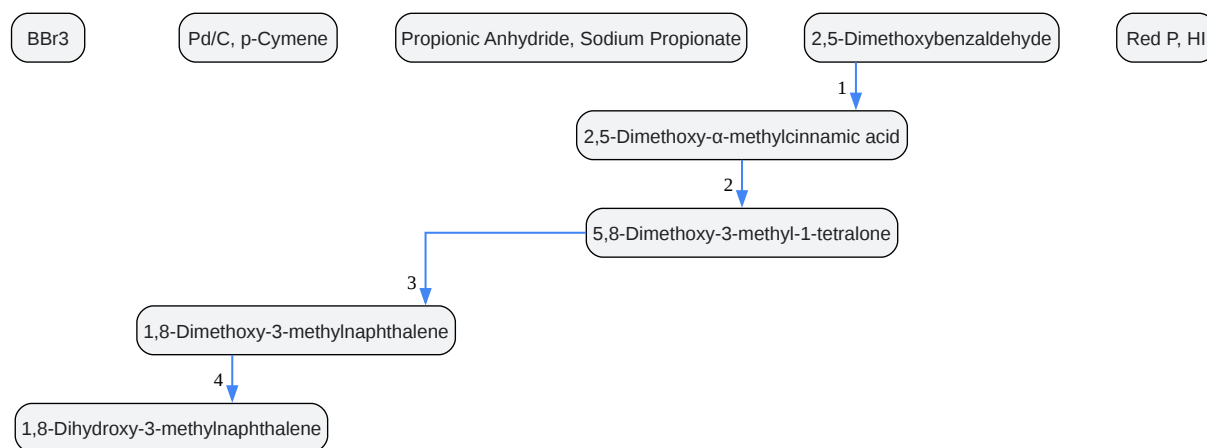 BBr3
Pd/C, p-Cymene
Propionic Anhydride, Sodium Propionate
2,5-Dimethoxybenzaldehyde
Red P, HI
1
2,5-Dimethoxy-α-methylcinnamic acid
2
5,8-Dimethoxy-3-methyl-1-tetralone
3
1,8-Dimethoxy-3-methylnaphthalene
4
1,8-Dihydroxy-3-methylnaphthalene